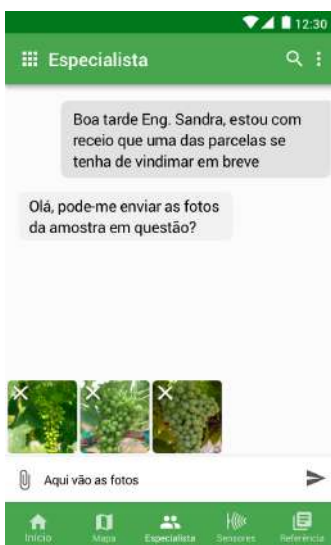 12:30
Especialista
Boa tarde Eng. Sandra, estou com
receio que uma das parcelas se
tenha de vindimar em breve
Olá, pode-me enviar as fotos
da amostra em questão?
Aqui vão as fotos
Início Mapa Especialista Sensores Referência